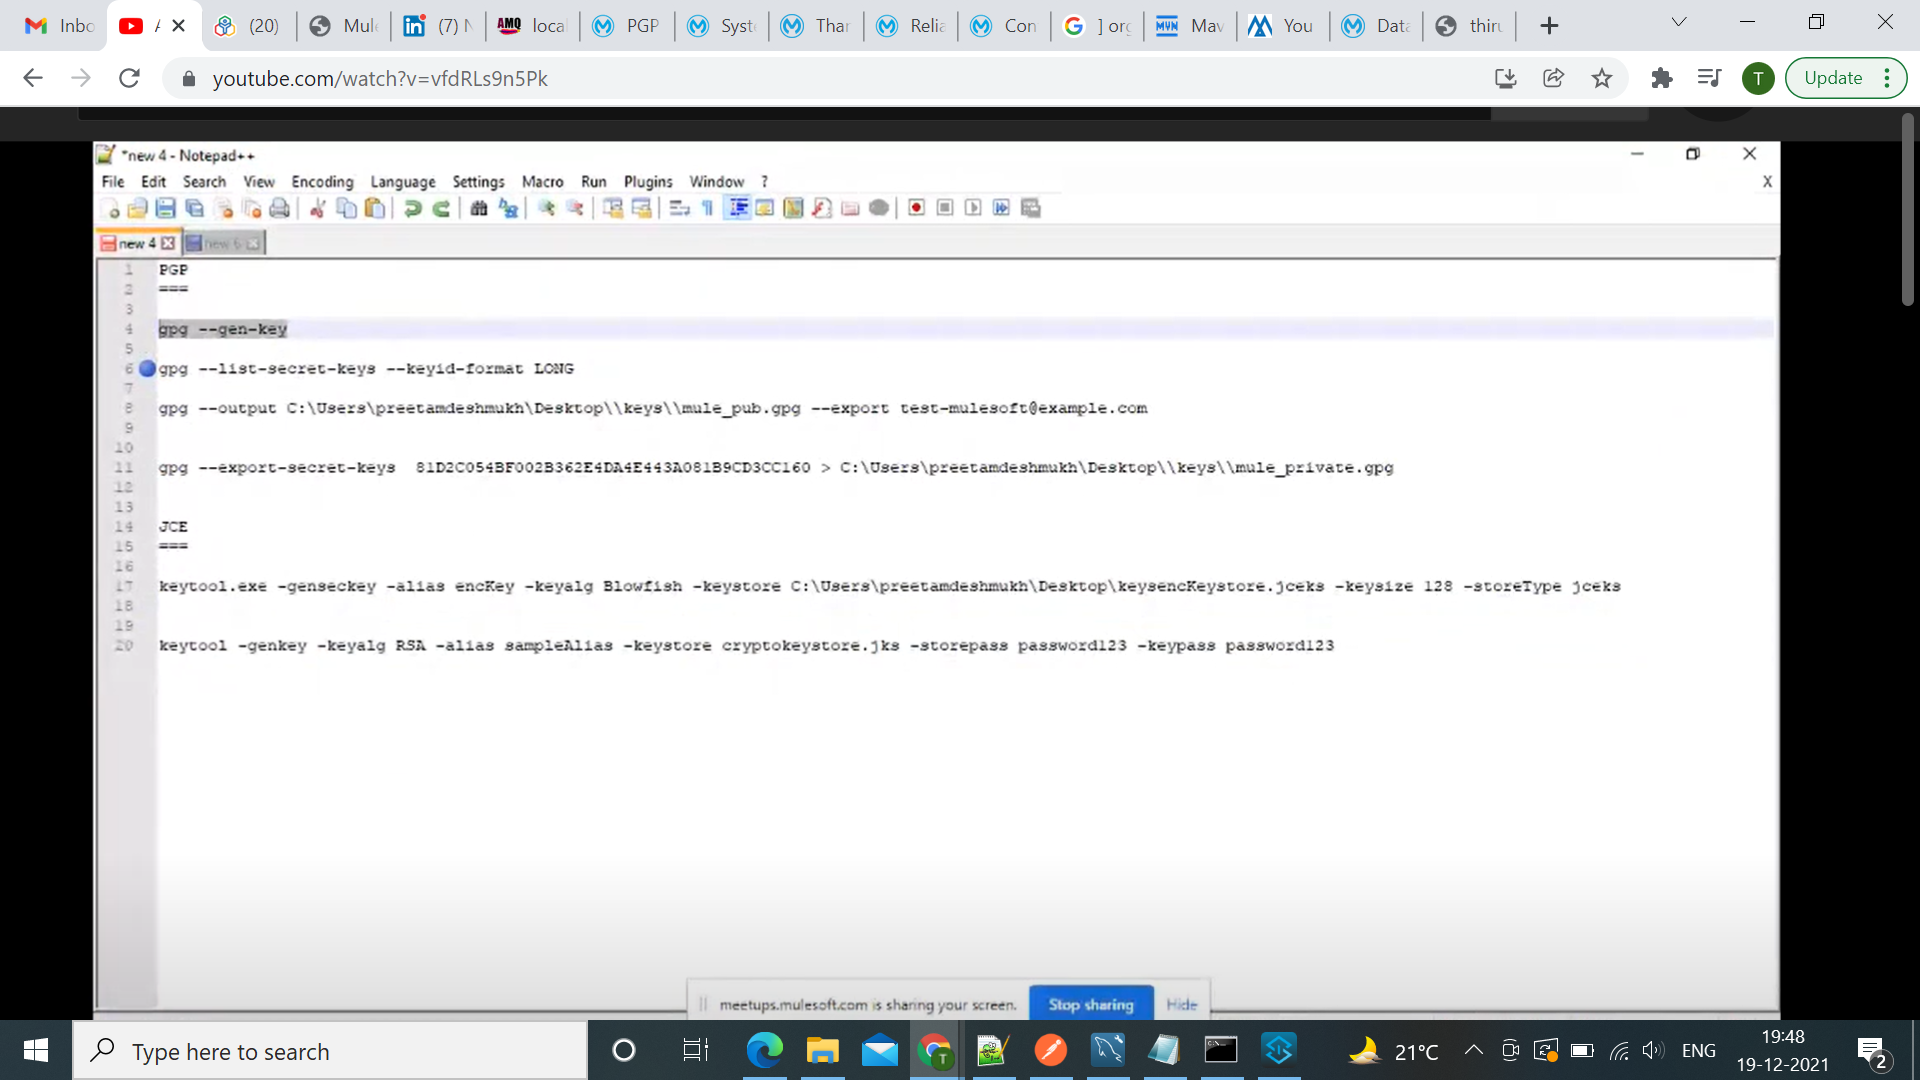 Inbo
A
(20)
Mule
(7) N
AMQ
loca
PGP
Syst
Than
Relia
Con
] org
MVN
Mav
You
Data
thiru
youtube.com/watch?v=vfdRLs9n5Pk
T
Update
*new 4 - Notepad++
File Edit Search View Encoding Language Settings Macro Run Plugins Window ?
X
new 4
new 6
1 PGP
2 ===
3
4 gpg --gen-key
5
6 gpg --list-secret-keys --keyid-format LONG
7
8 gpg --output C:\Users\preetamdeshmukh\Desktop\\keys\\mule_pub.gpg --export test-mulesoft@example.com
9
10
11 gpg --export-secret-keys  81D2C054BF002B362E4DA4E443A081B9CD3CC160 > C:\Users\preetamdeshmukh\Desktop\\keys\\mule_private.gpg
12
13
14 JCE
15 ===
16
17 keytool.exe -genseckey -alias encKey -keyalg Blowfish -keystore C:\Users\preetamdeshmukh\Desktop\keysencKeystore.jceks -keysize 128 -storeType jceks
18
19
20 keytool -genkey -keyalg RSA -alias sampleAlias -keystore cryptokeystore.jks -storepass password123 -keypass password123
meetups.mulesoft.com is sharing your screen.
Stop sharing
Hide
Type here to search
T
21°C
ENG
19:48
19-12-2021
2